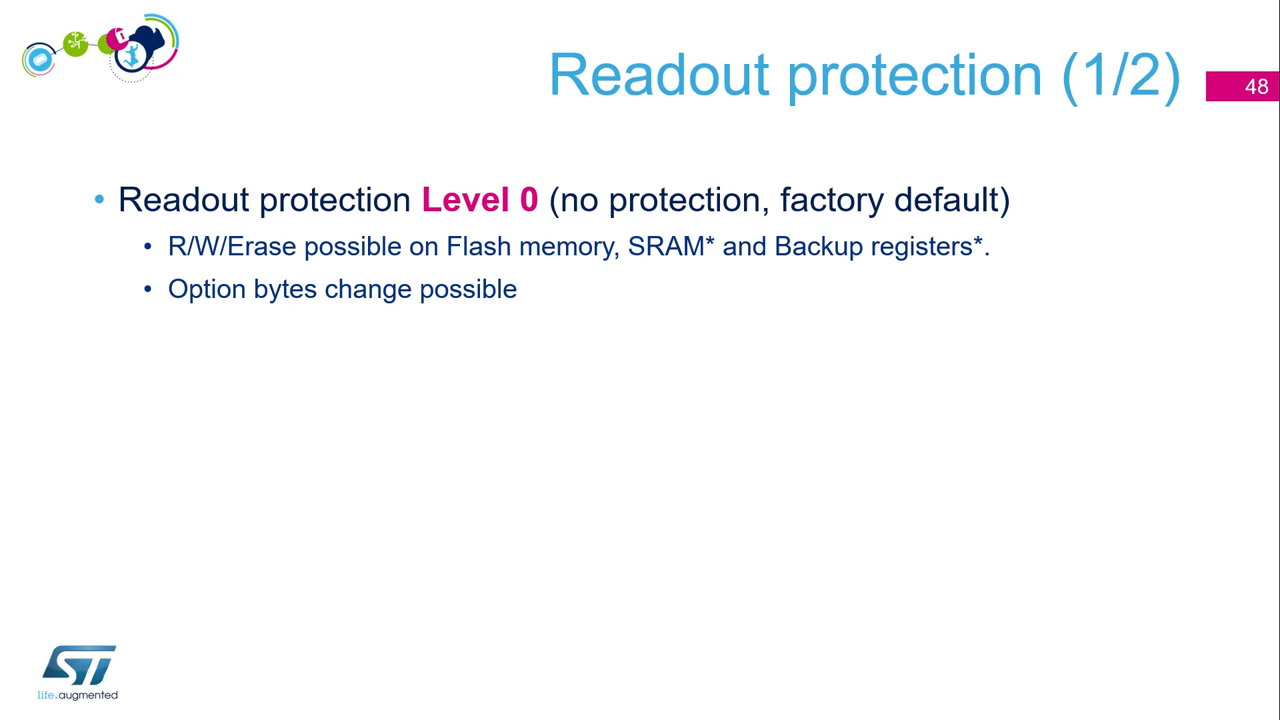 Readout protection (1/2)
48
• Readout protection Level 0 (no protection, factory default)
• R/W/Erase possible on Flash memory, SRAM* and Backup registers*.
• Option bytes change possible
ST
life.augmented